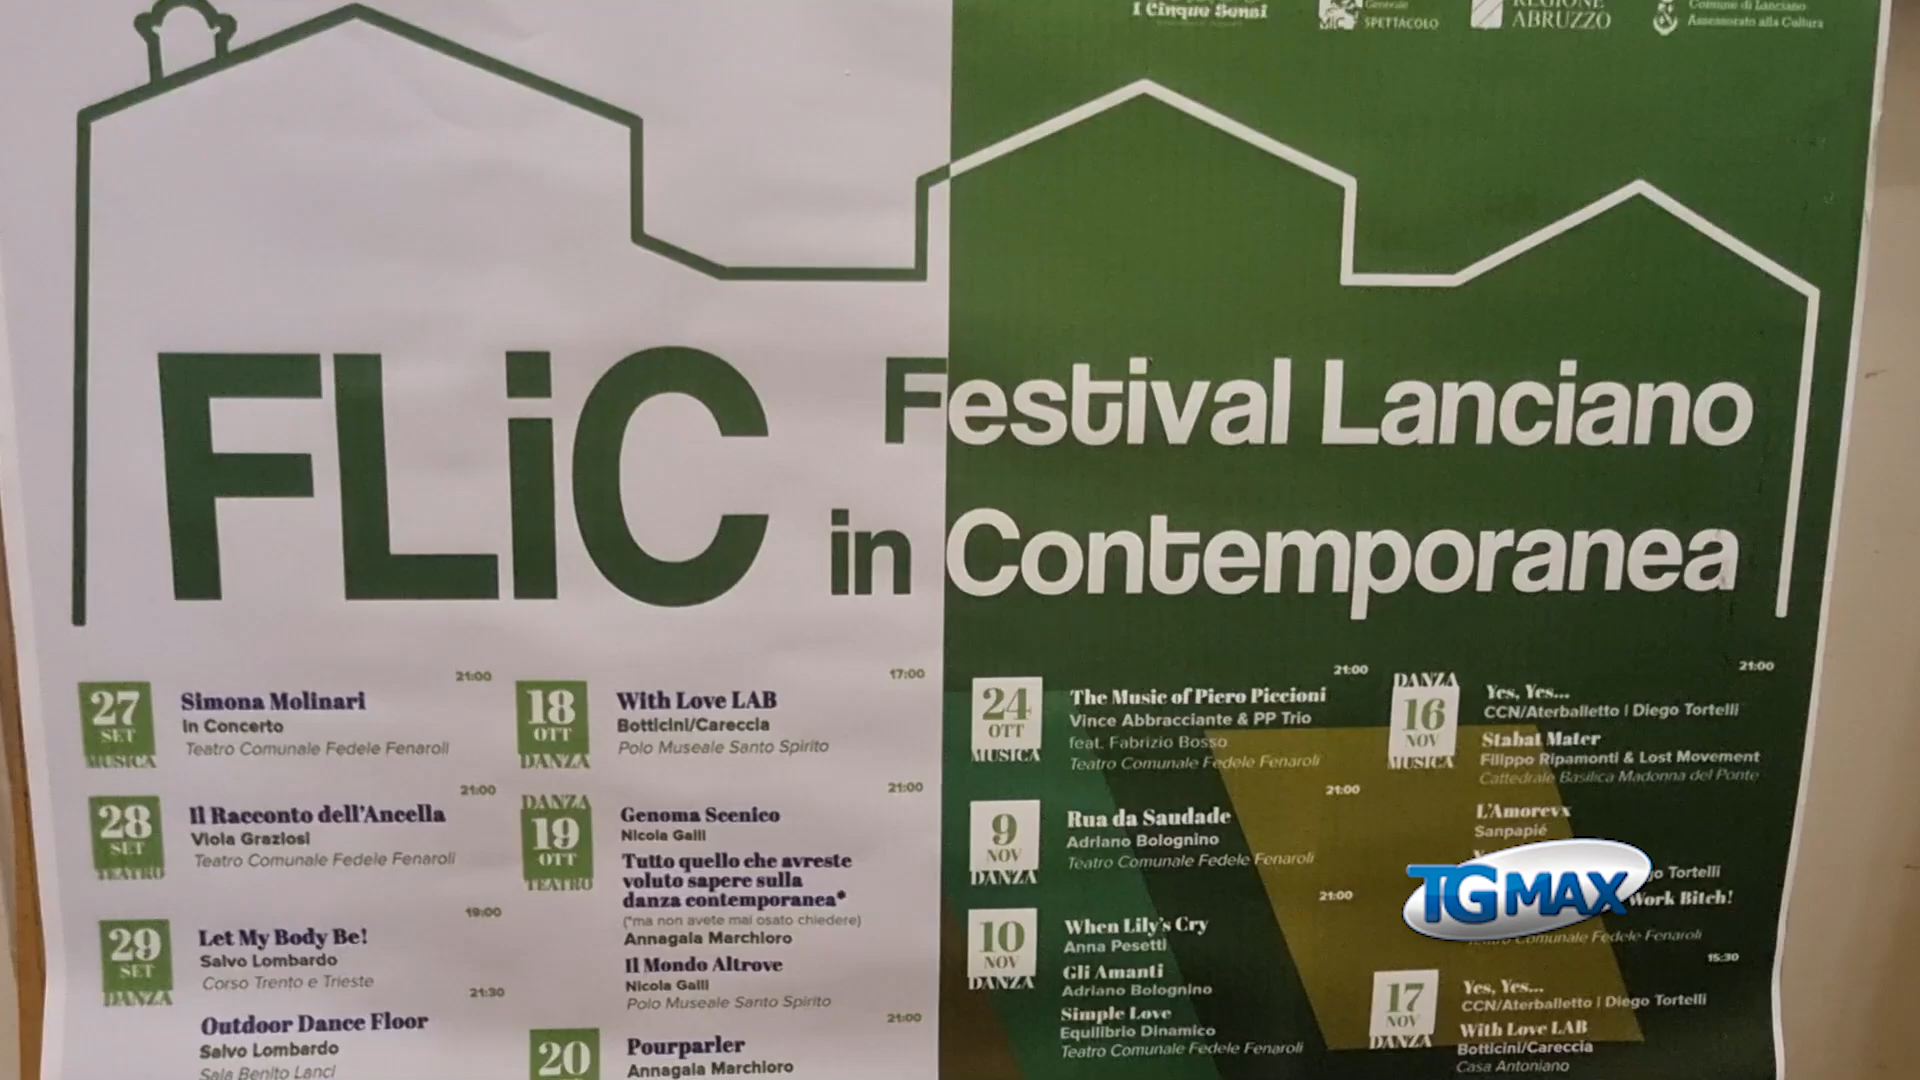 I Cinque Sensi
MIC
SPETTACOLO
REGIONE
ABRUZZO
Comune di Lanciano
Assessorato alla Cultura
FLiC
Festival Lanciano
in Contemporanea
27
SET
MUSICA
21:00
Simona Molinari
In Concerto
Teatro Comunale Fedele Fenaroli
28
SET
TEATRO
21:00
Il Racconto dell'Ancella
Viola Graziosi
Teatro Comunale Fedele Fenaroli
29
SET
DANZA
19:00
Let My Body Be!
Salvo Lombardo
Corso Trento e Trieste
21:30
Outdoor Dance Floor
Salvo Lombardo
Sala Benito Lanci
18
OTT
DANZA
17:00
With Love LAB
Botticini/Careccia
Polo Museale Santo Spirito
DANZA
19
OTT
TEATRO
21:00
Genoma Scenico
Nicola Galli
Tutto quello che avreste
voluto sapere sulla
danza contemporanea*
(*ma non avete mai osato chiedere)
Annagaia Marchioro
Il Mondo Altrove
Nicola Galli
Polo Museale Santo Spirito
20
21:00
Pourparler
Annagaia Marchioro
24
OTT
MUSICA
21:00
The Music of Piero Piccioni
Vince Abbracciante & PP Trio
feat. Fabrizio Bosso
Teatro Comunale Fedele Fenaroli
9
NOV
DANZA
21:00
Rua da Saudade
Adriano Bolognino
Teatro Comunale Fedele Fenaroli
10
NOV
DANZA
21:00
When Lily's Cry
Anna Pesetti
Gli Amanti
Adriano Bolognino
Simple Love
Equilibrio Dinamico
Teatro Comunale Fedele Fenaroli
DANZA
16
NOV
MUSICA
21:00
Yes, Yes...
CCN/Aterballetto | Diego Tortelli
Stabat Mater
Filippo Ripamonti & Lost Movement
Cattedrale Basilica Madonna del Ponte
L'Amorevx
Sanpapié
Tortelli
Work Bitch!
Comunale Fedele Fenaroli
17
NOV
DANZA
15:30
Yes, Yes...
CCN/Aterballetto | Diego Tortelli
With Love LAB
Botticini/Careccia
Casa Antoniano
TGMAX